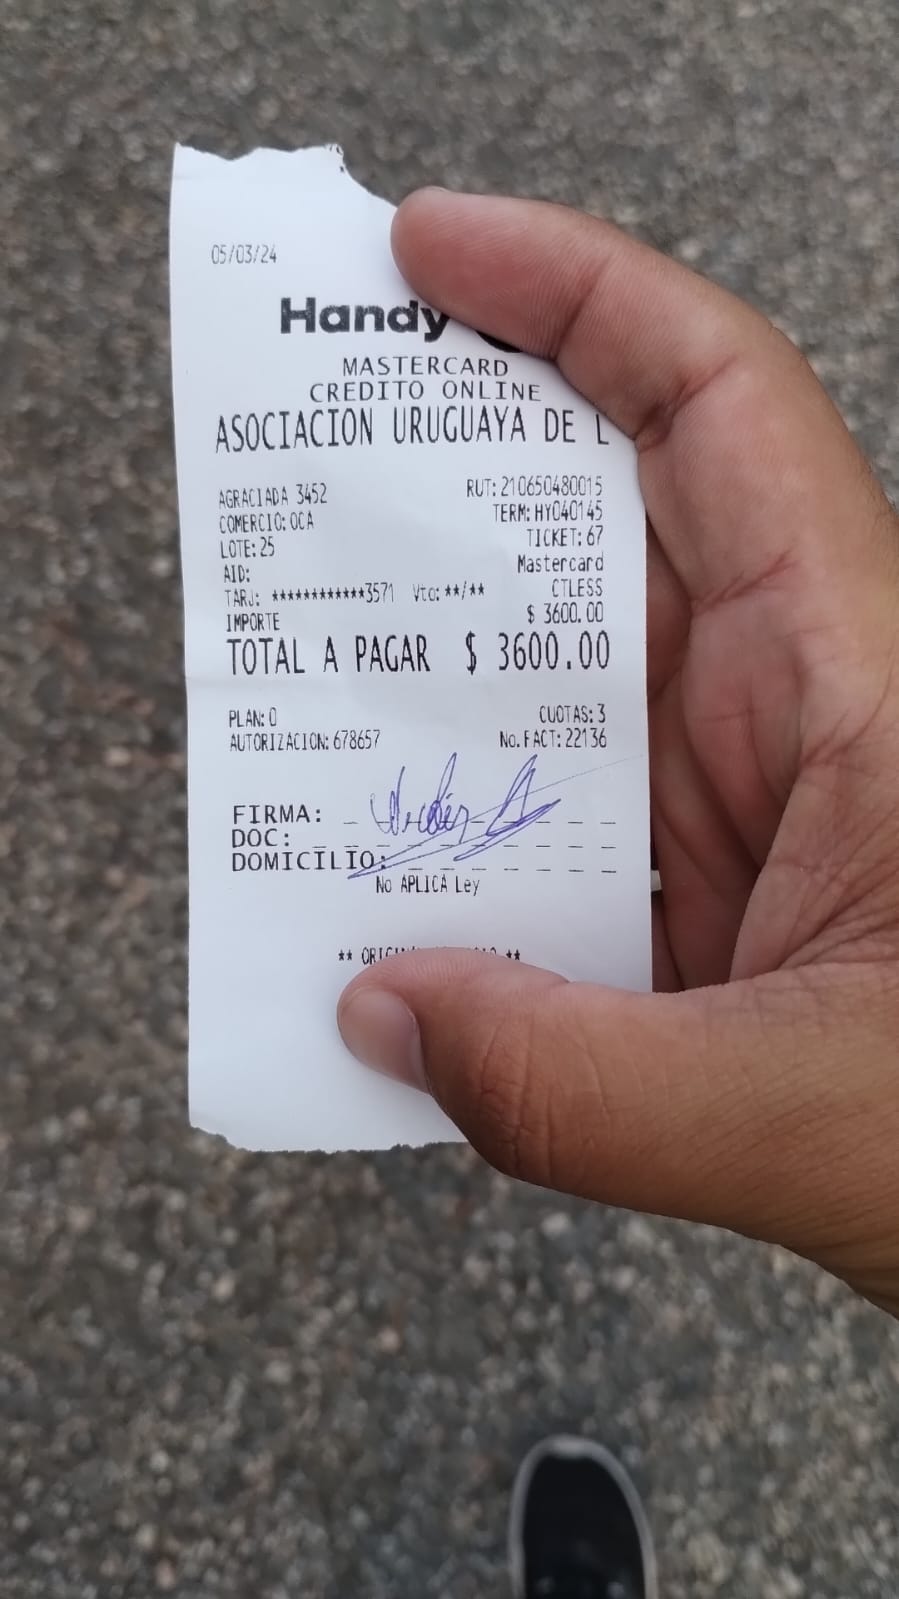 05/03/24
Handy
MASTERCARD
CREDITO ONLINE
ASOCIACION URUGUAYA DE L
AGRACIADA 3452 RUT: 210650480015
COMERCIO: OCA TERM: HY040145
LOTE: 25 TICKET: 67
AID: Mastercard
TARJ: ************3571 Vto: **/** CTLESS
IMPORTE $ 3600.00
TOTAL A PAGAR $ 3600.00
PLAN: 0 CUOTAS: 3
AUTORIZACION: 678657 No. FACT: 22136
FIRMA:
DOC:
DOMICILIO:
No APLICA Ley